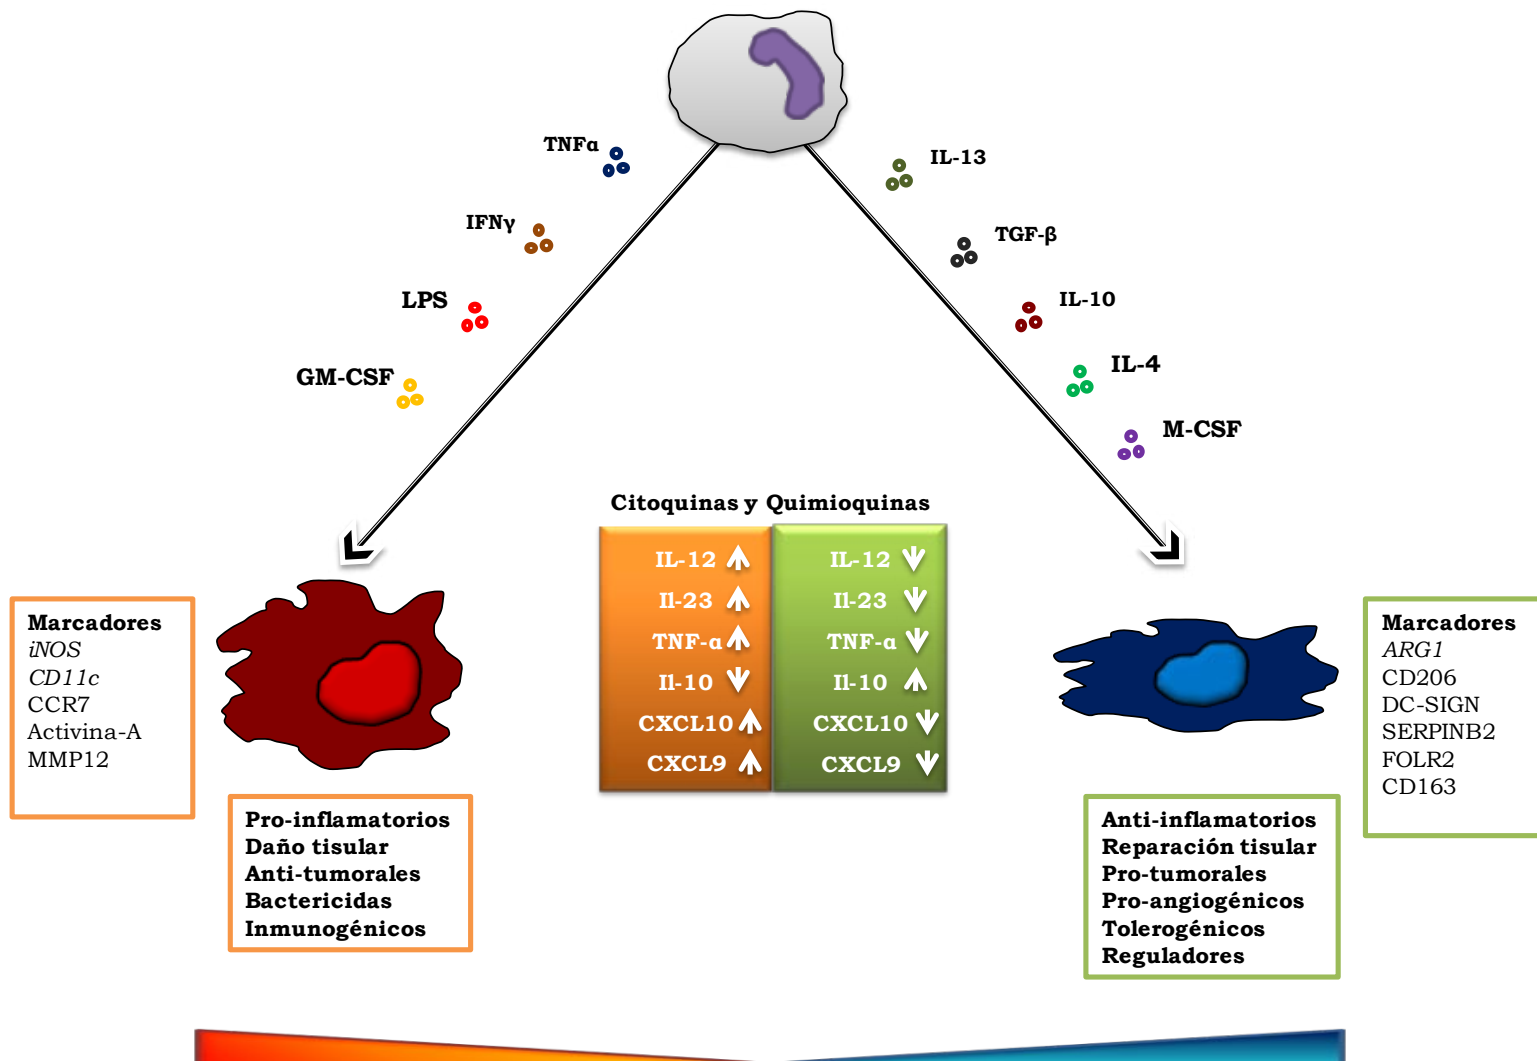 TNFα
IFNγ
LPS
GM-CSF
IL-13
TGF-β
IL-10
IL-4
M-CSF
Citoquinas y Quimioquinas
IL-12
Il-23
TNF-α
Il-10
CXCL10
CXCL9
IL-12
Il-23
TNF-α
Il-10
CXCL10
CXCL9
Marcadores
iNOS
CD11c
CCR7
Activina-A
MMP12
Pro-inflamatorios
Daño tisular
Anti-tumorales
Bactericidas
Inmunogénicos
Marcadores
ARG1
CD206
DC-SIGN
SERPINB2
FOLR2
CD163
Anti-inflamatorios
Reparación tisular
Pro-tumorales
Pro-angiogénicos
Tolerogénicos
Reguladores